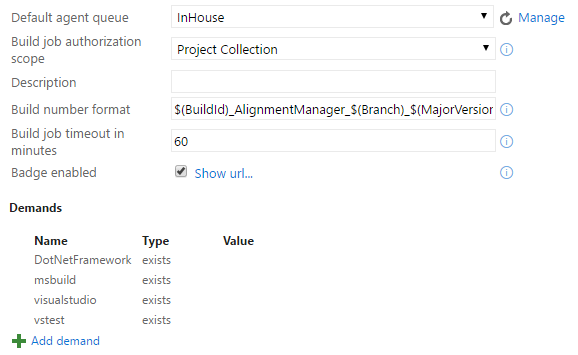 Default agent queue InHouse Manage
Build job authorization scope Project Collection
Description
Build number format $(BuildId)_AlignmentManager_$(Branch)_$(MajorVersion
Build job timeout in minutes 60
Badge enabled Show url...
Demands
Name Type Value
DotNetFramework exists
msbuild exists
visualstudio exists
vstest exists
Add demand